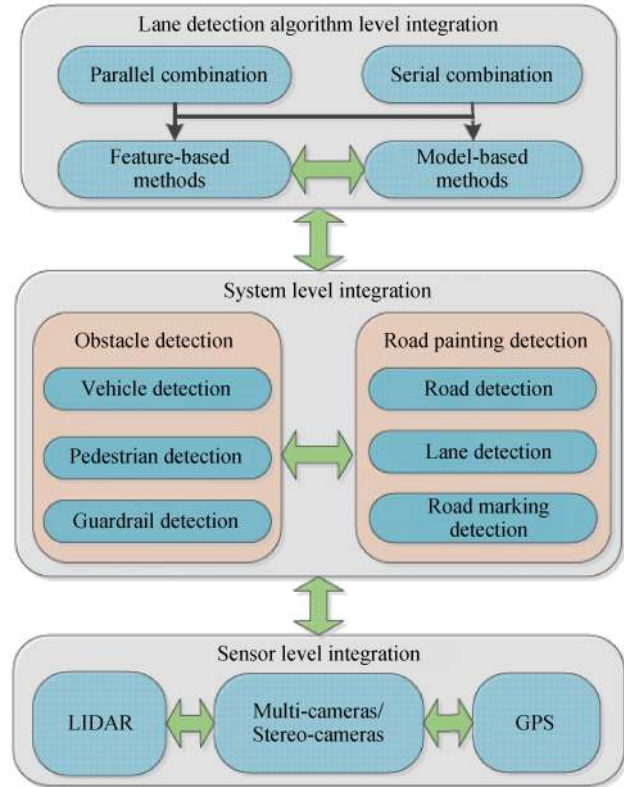 Lane detection algorithm level integration
Parallel combination
Serial combination
Feature-based
methods
Model-based
methods
System level integration
Obstacle detection
Vehicle detection
Pedestrian detection
Guardrail detection
Road painting detection
Road detection
Lane detection
Road marking
detection
Sensor level integration
LIDAR
Multi-cameras/
Stereo-cameras
GPS